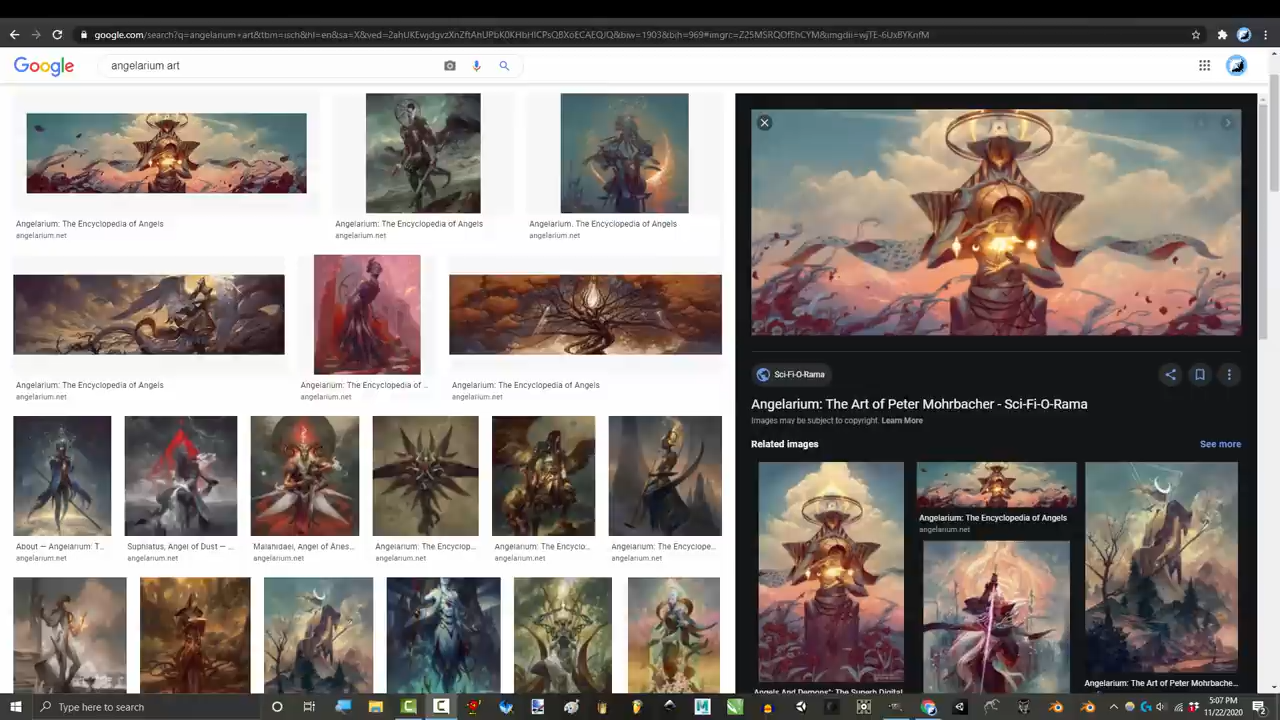 google.com/search?q=angelarium+art&tbm=isch&hl=en&sa=X&ved=2ahUKEwjdgvzXnZftAhUPbK0KHbHICPsQBXoECAEQJQ&biw=1903&bih=969#imgrc=Z25MSRQOfEhCYM&imgdii=wjTE-6UxBYKnfM
Google
angelarium art
Angelarium: The Encyclopedia of Angels
angelarium.net
Angelarium: The Encyclopedia of Angels
angelarium.net
Angelarium. The Encyclopedia of Angels
angelarium.net
Angelarium: The Encyclopedia of Angels
angelarium.net
Angelarium: The Encyclopedia of ...
angelarium.net
Angelarium: The Encyclopedia of Angels
angelarium.net
About — Angelarium: T...
angelarium.net
Suphlatus, Angel of Dust — ...
angelarium.net
Malahidael, Angel of Aries...
angelarium.net
Angelarium: The Encyclop...
angelarium.net
Angelarium: The Encyclo...
angelarium.net
Angelarium: The Encyclope...
angelarium.net
Sci-Fi-O-Rama
Angelarium: The Art of Peter Mohrbacher - Sci-Fi-O-Rama
Images may be subject to copyright. Learn More
Related images
See more
Angelarium: The Encyclopedia of Angels
angelarium.net
Angels And Demons": The Superb Digital
Angelarium: The Art of Peter Mohrbache...
Type here to search
5:07 PM
11/22/2020